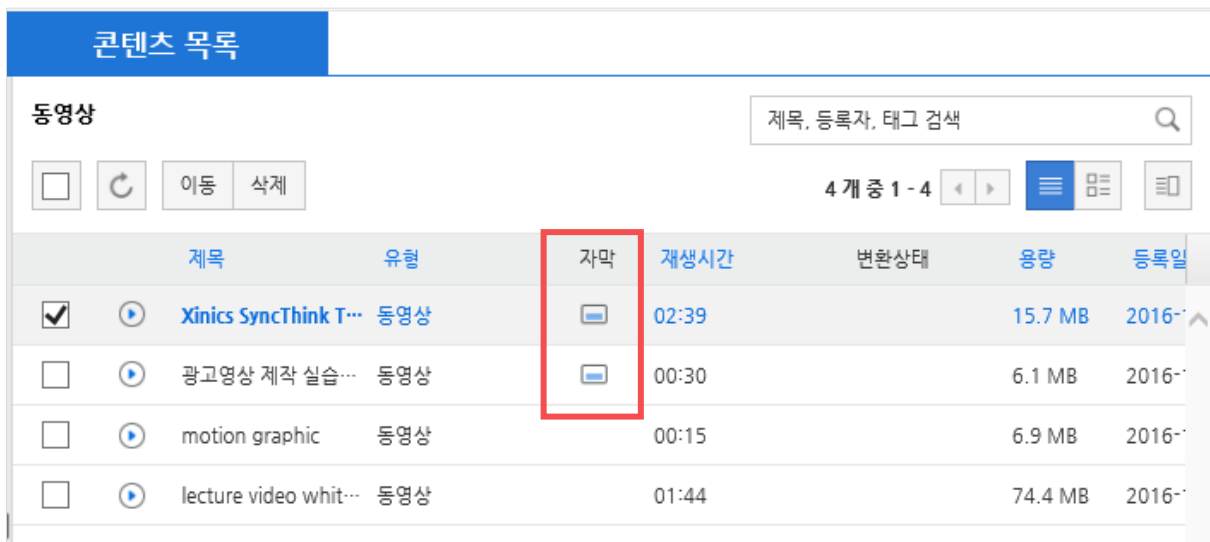 콘텐츠 목록
동영상
제목, 등록자, 태그 검색
이동 삭제 4 개 중 1 - 4
제목 유형 자막 재생시간 변환상태 용량 등록일
Xinics SyncThink T··· 동영상 02:39 15.7 MB 2016-
광고영상 제작 실습··· 동영상 00:30 6.1 MB 2016-
motion graphic 동영상 00:15 6.9 MB 2016-
lecture video whit··· 동영상 01:44 74.4 MB 2016-